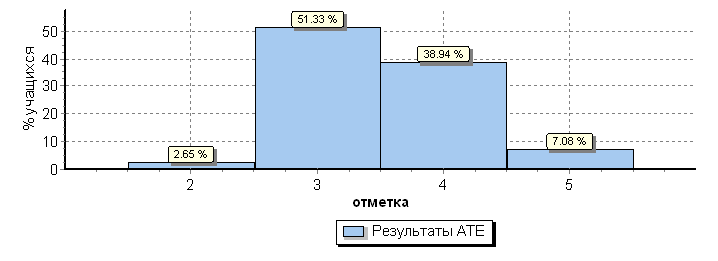 % учащихся
50
40
30
20
10
0
51.33 %
38.94 %
7.08 %
2.65 %
2 3 4 5
отметка
Результаты АТЕ